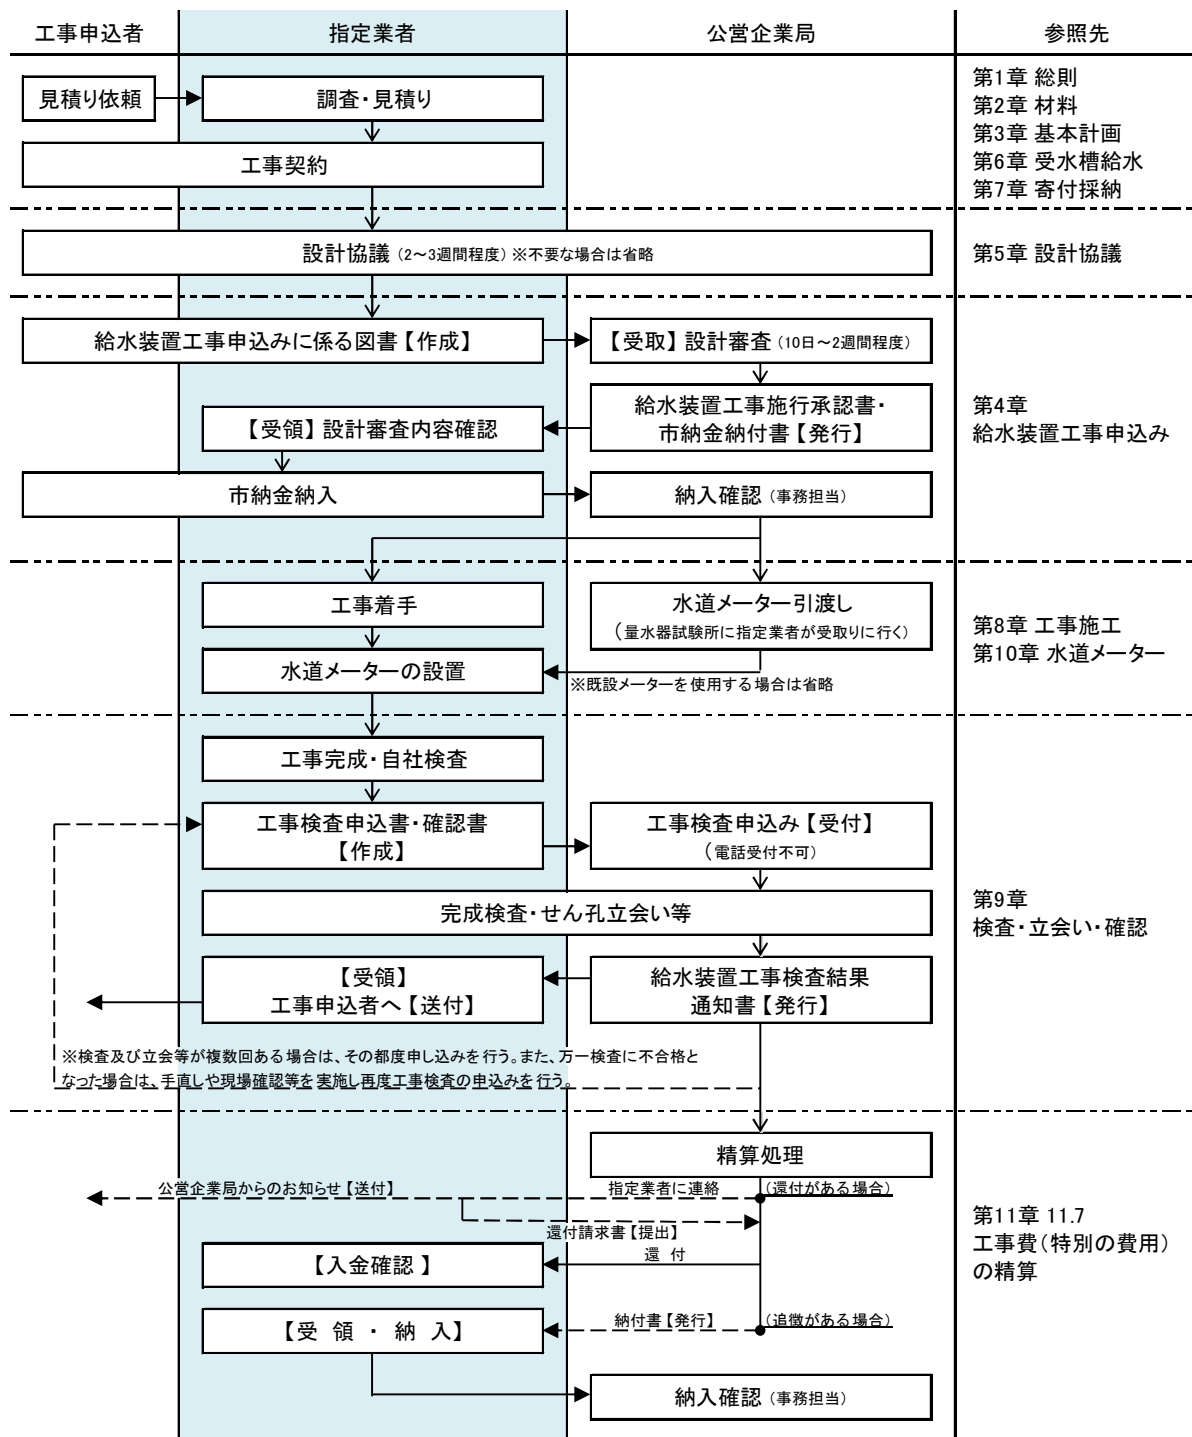 工事申込者
指定業者
公営企業局
参照先
見積り依頼
調査・見積り
工事契約
第1章 総則
第2章 材料
第3章 基本計画
第6章 受水槽給水
第7章 寄付採納
設計協議（2～3週間程度）※不要な場合は省略
第5章 設計協議
給水装置工事申込みに係る図書【作成】
【受取】設計審査（10日～2週間程度）
給水装置工事施行承認書・
市納金納付書【発行】
【受領】設計審査内容確認
市納金納入
納入確認（事務担当）
第4章
給水装置工事申込み
工事着手
水道メーター引渡し
（量水器試験所に指定業者が受取りに行く）
水道メーターの設置
※既設メーターを使用する場合は省略
第8章 工事施工
第10章 水道メーター
工事完成・自社検査
工事検査申込書・確認書
【作成】
工事検査申込み【受付】
（電話受付不可）
完成検査・せん孔立会い等
【受領】
工事申込者へ【送付】
給水装置工事検査結果
通知書【発行】
※検査及び立会等が複数回ある場合は、その都度申し込みを行う。また、万一検査に不合格と
なった場合は、手直しや現場確認等を実施し再度工事検査の申込みを行う。
第9章
検査・立会い・確認
精算処理
公営企業局からのお知らせ【送付】
指定業者に連絡
（還付がある場合）
還付請求書【提出】
還 付
【入金確認 】
納付書【発行】
（追徴がある場合）
【受 領 ・ 納 入】
納入確認（事務担当）
第11章 11.7
工事費（特別の費用）
の精算